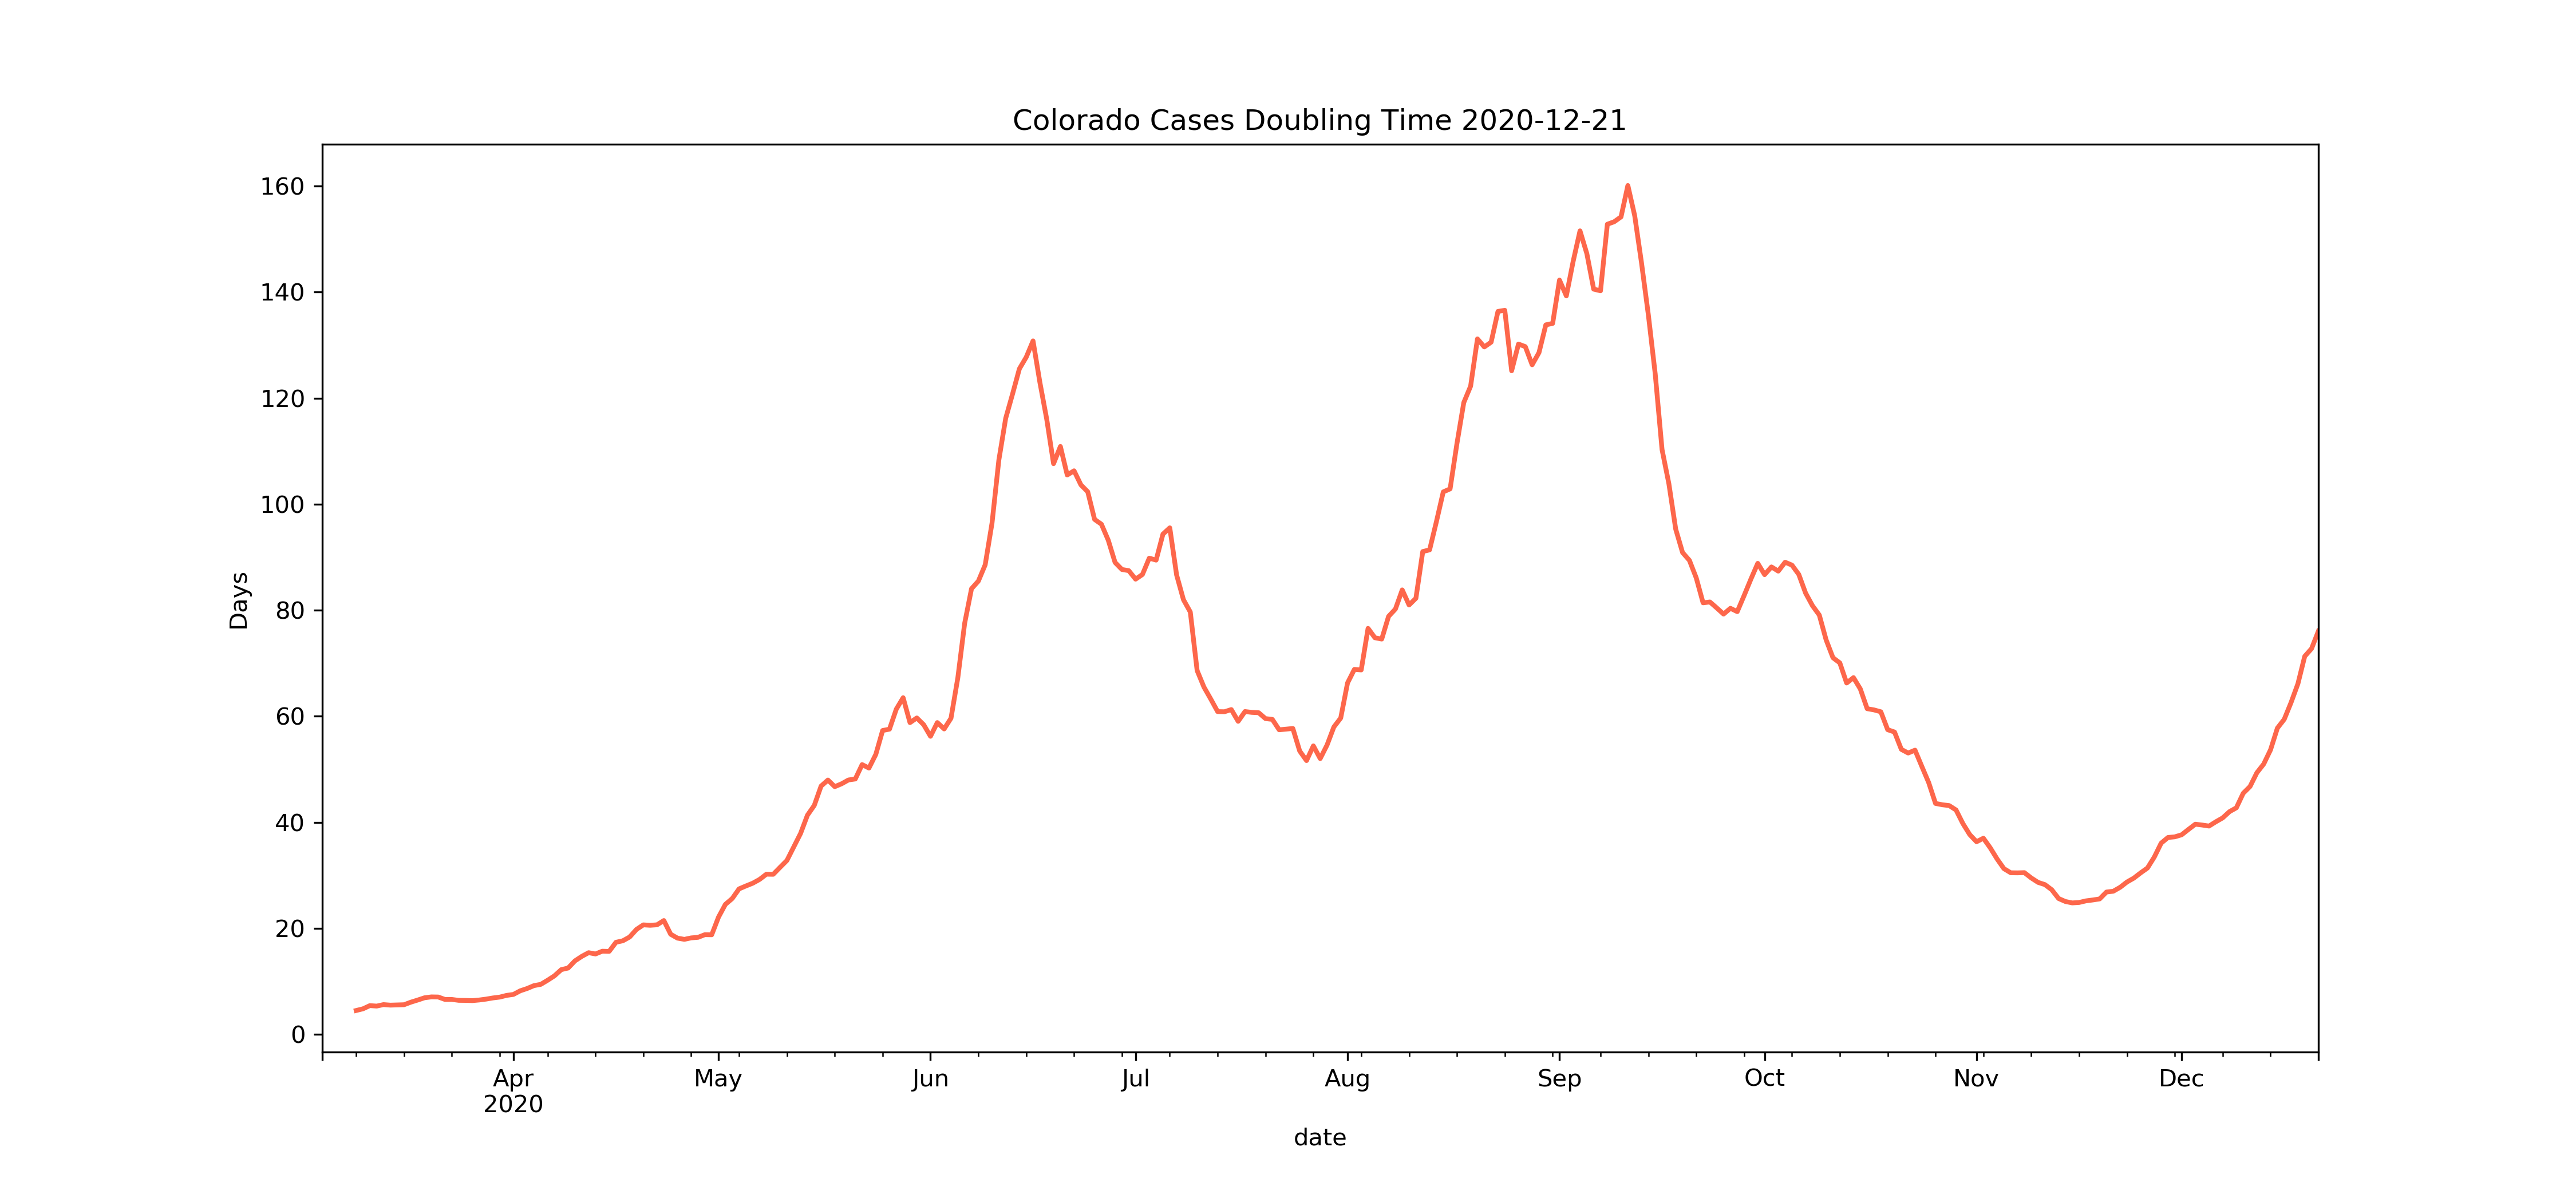 Colorado Cases Doubling Time 2020-12-21
160
140
120
100
80
60
40
20
0
Days
Apr May Jun Jul Aug Sep Oct Nov Dec
2020
date